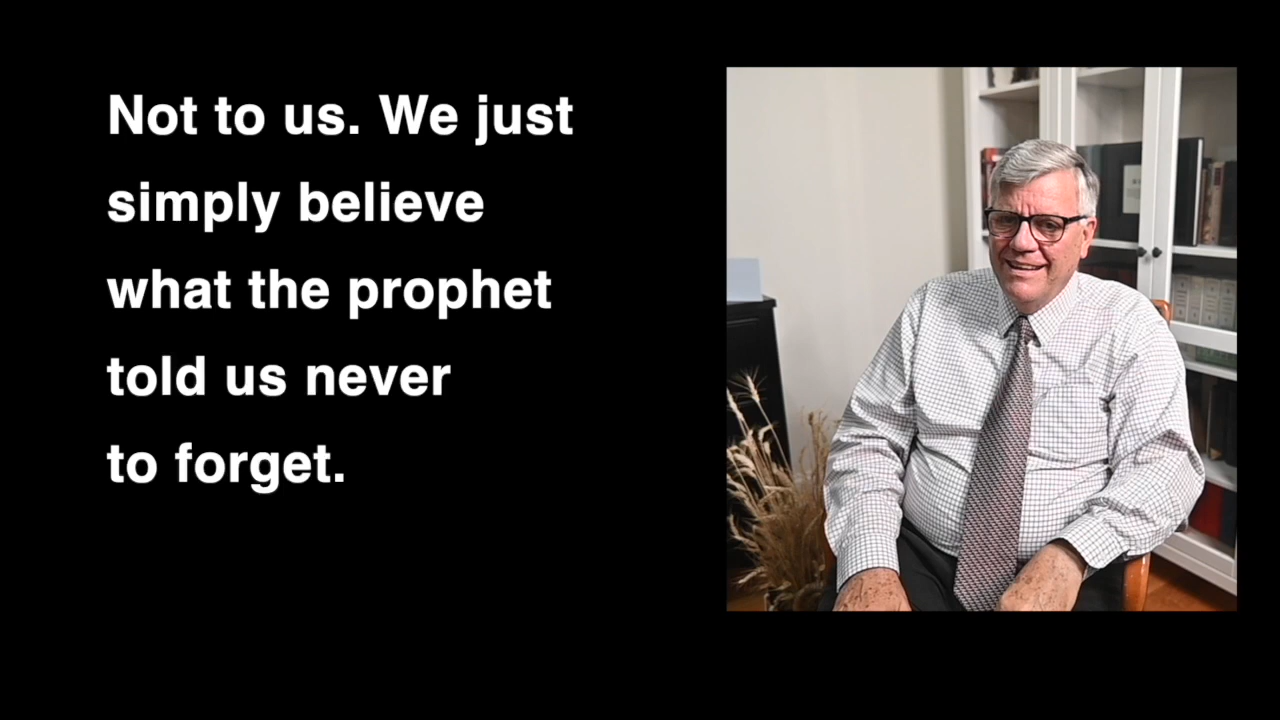 Not to us. We just
simply believe
what the prophet
told us never
to forget.